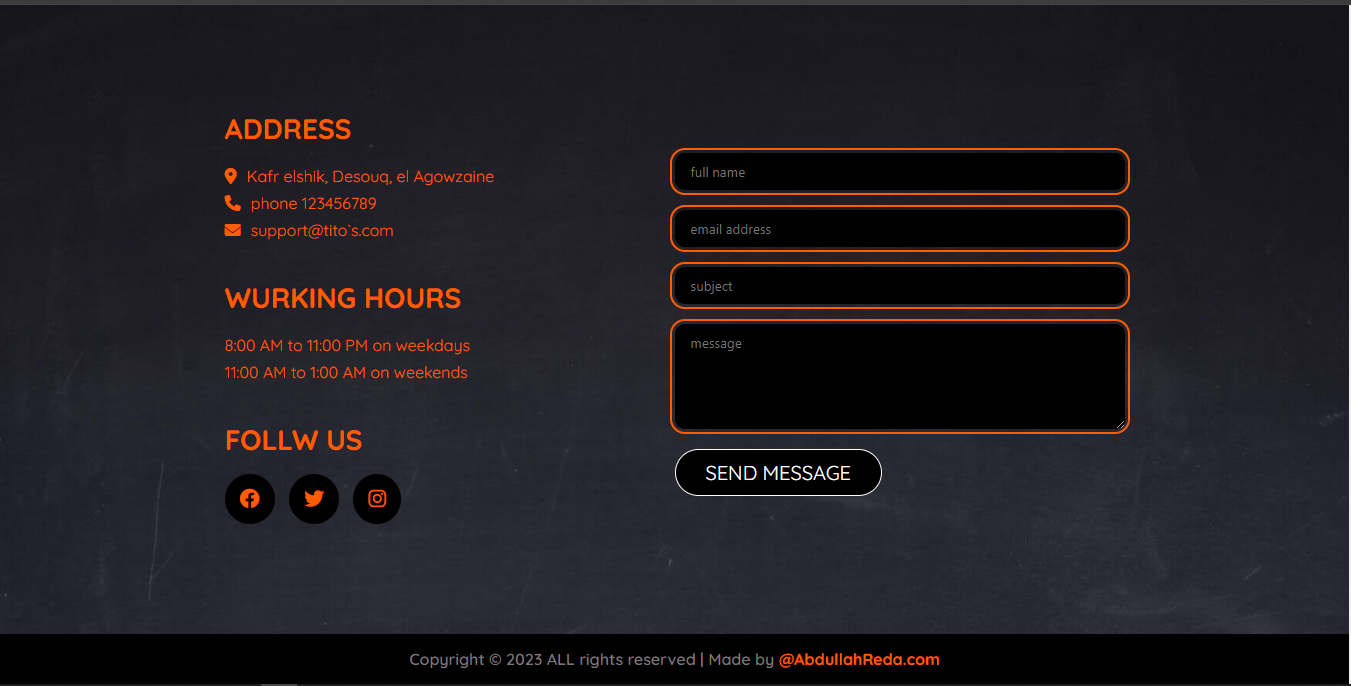 ADDRESS
Kafr elshik, Desouq, el Agowzaine
phone 123456789
support@tito`s.com
WURKING HOURS
8:00 AM to 11:00 PM on weekdays
11:00 AM to 1:00 AM on weekends
FOLLW US
full name
email address
subject
message
SEND MESSAGE
Copyright © 2023 ALL rights reserved | Made by @AbdullahReda.com